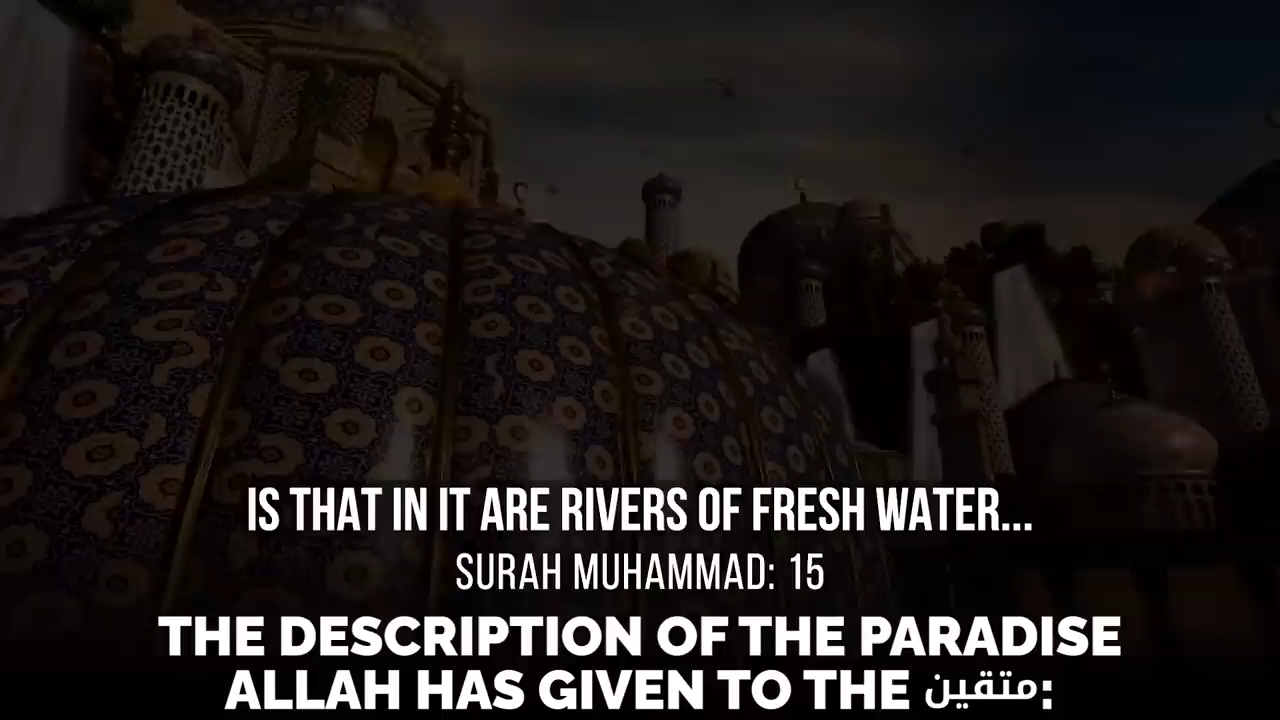 IS THAT IN IT ARE RIVERS OF FRESH WATER...
SURAH MUHAMMAD: 15
THE DESCRIPTION OF THE PARADISE
ALLAH HAS GIVEN TO THE متقين: